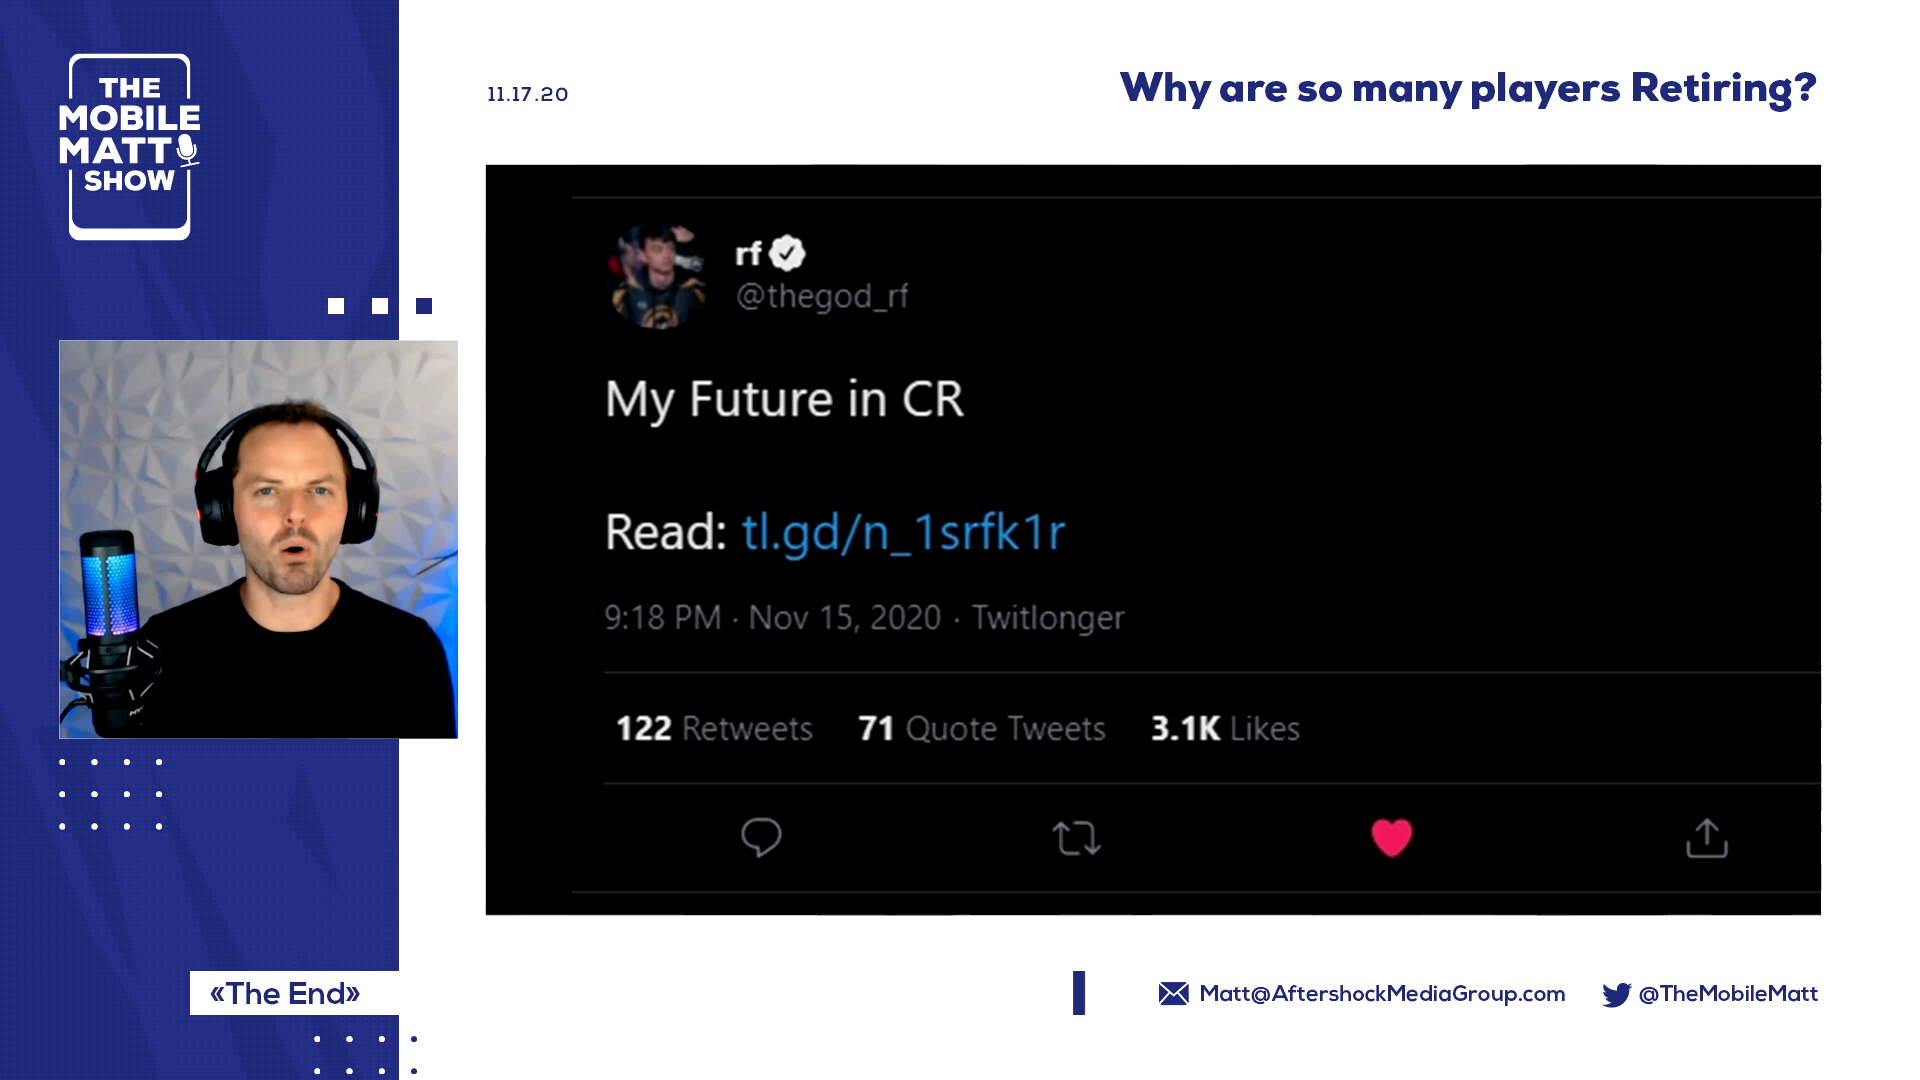 THE
MOBILE
MATT
SHOW
11.17.20
Why are so many players Retiring?
rf
@thegod_rf
My Future in CR
Read: tl.gd/n_1srfk1r
9:18 PM · Nov 15, 2020 · Twitlonger
122 Retweets 71 Quote Tweets 3.1K Likes
«The End»
Matt@AftershockMediaGroup.com @TheMobileMatt